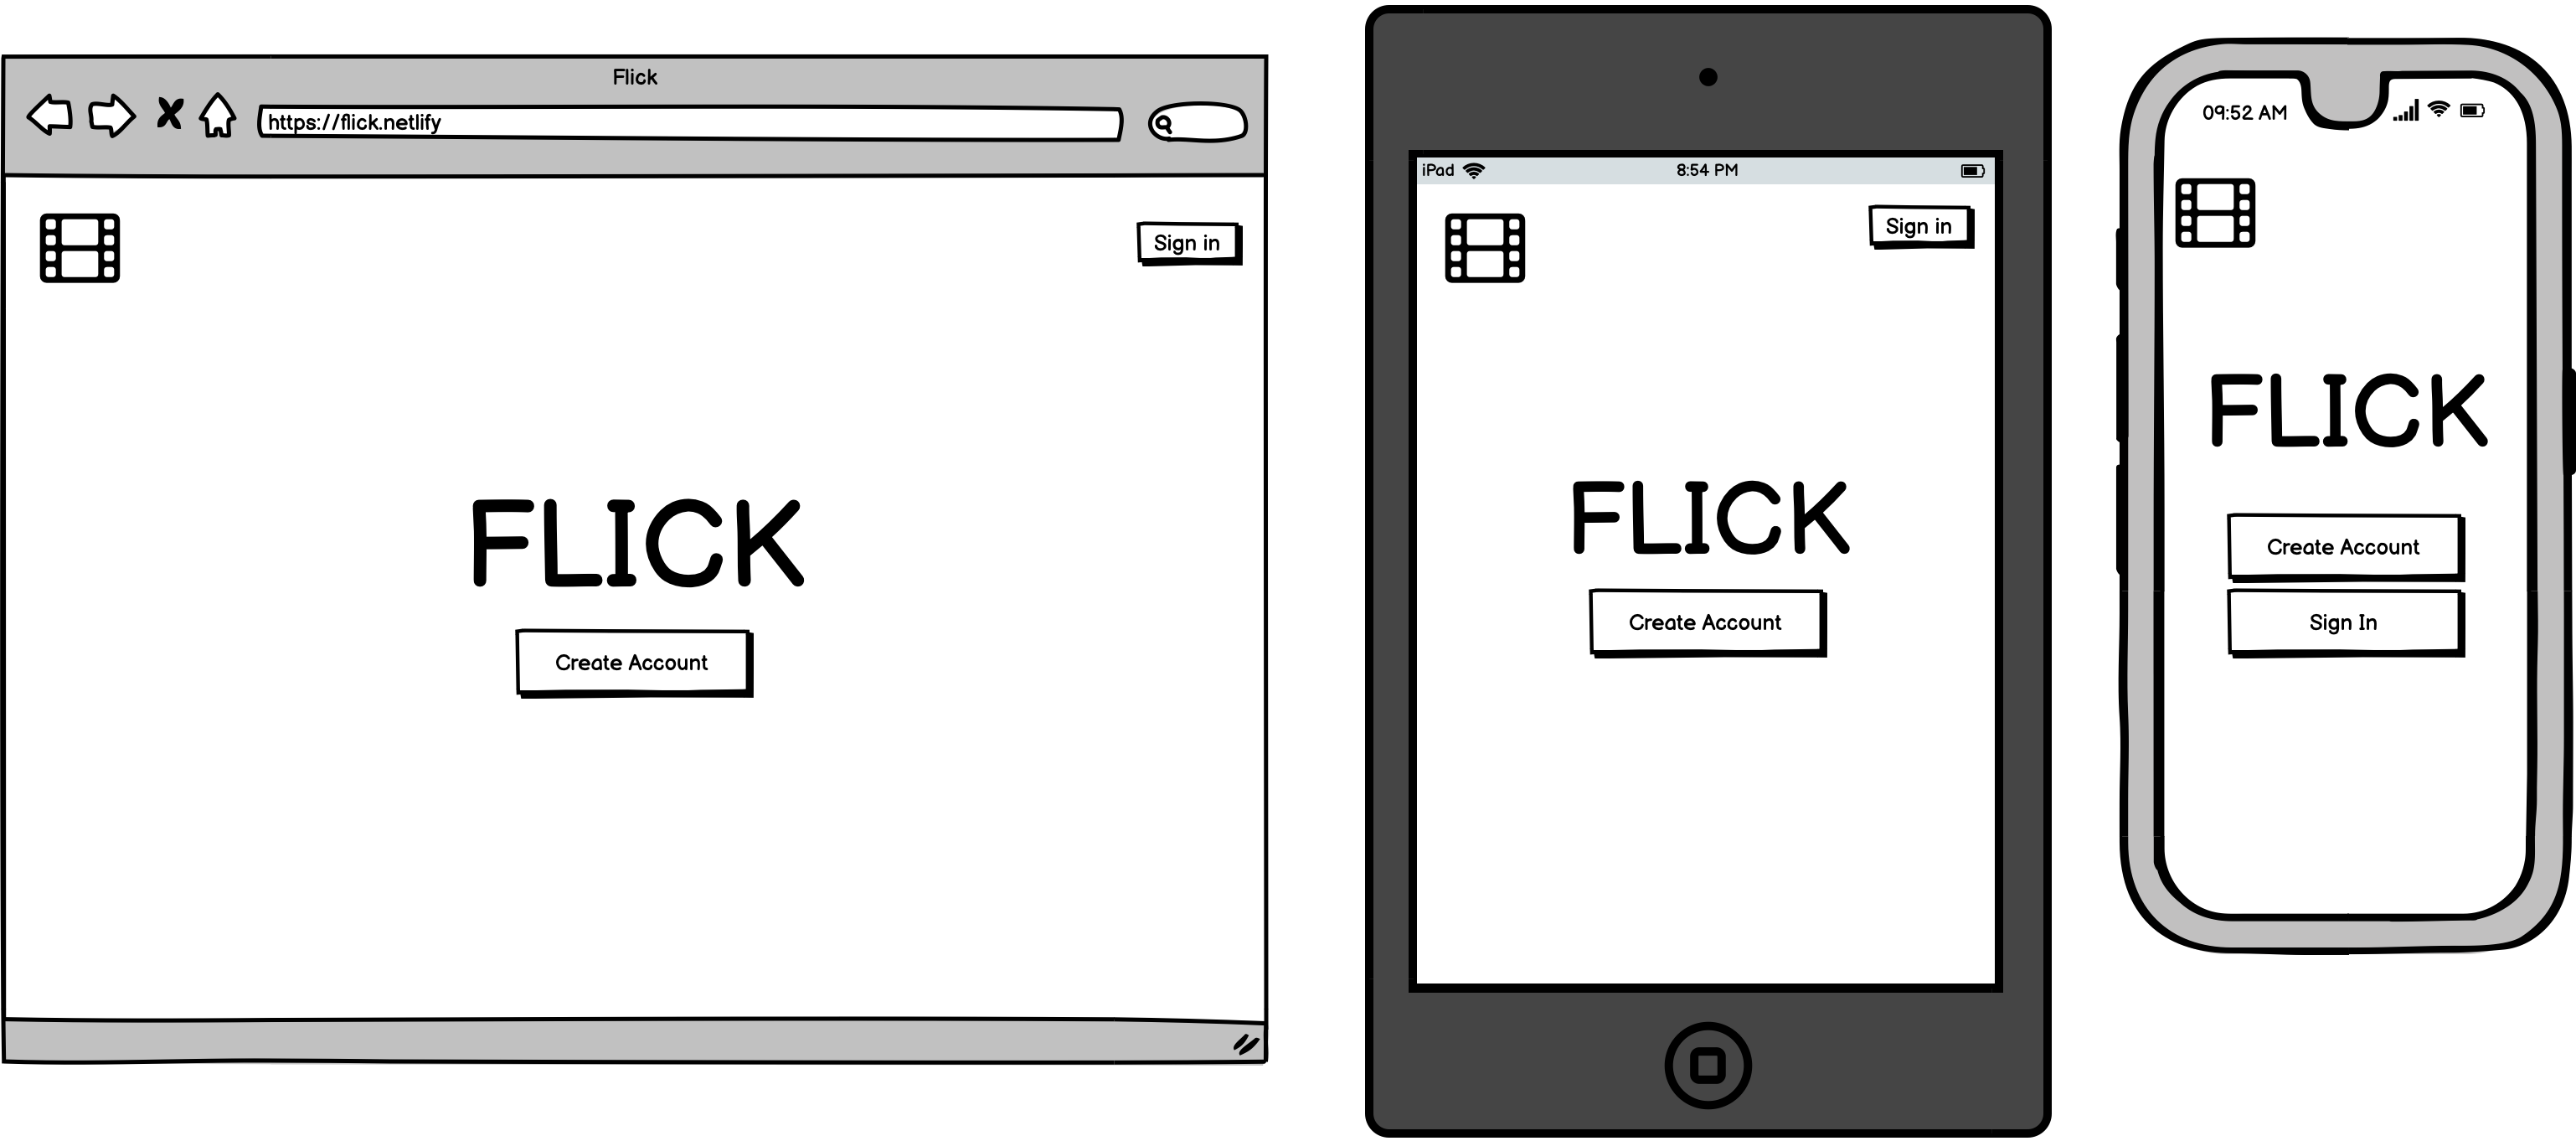 Flick
https://flick.netlify
Sign in
FLICK
Create Account
iPad
8:54 PM
Sign in
FLICK
Create Account
09:52 AM
FLICK
Create Account
Sign In